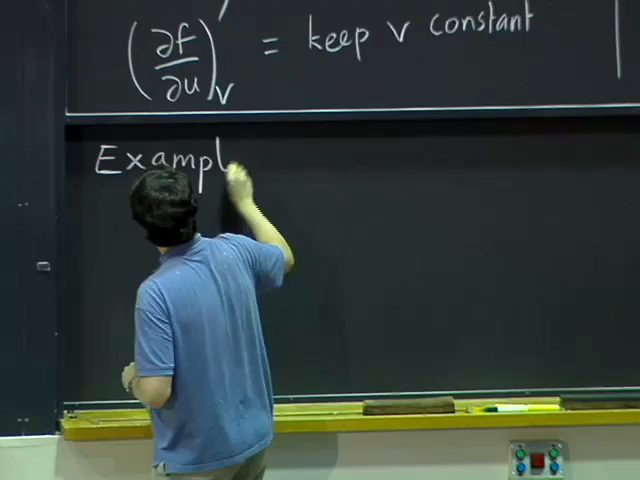 (∂f/∂u)_v = keep v constant
Exampl